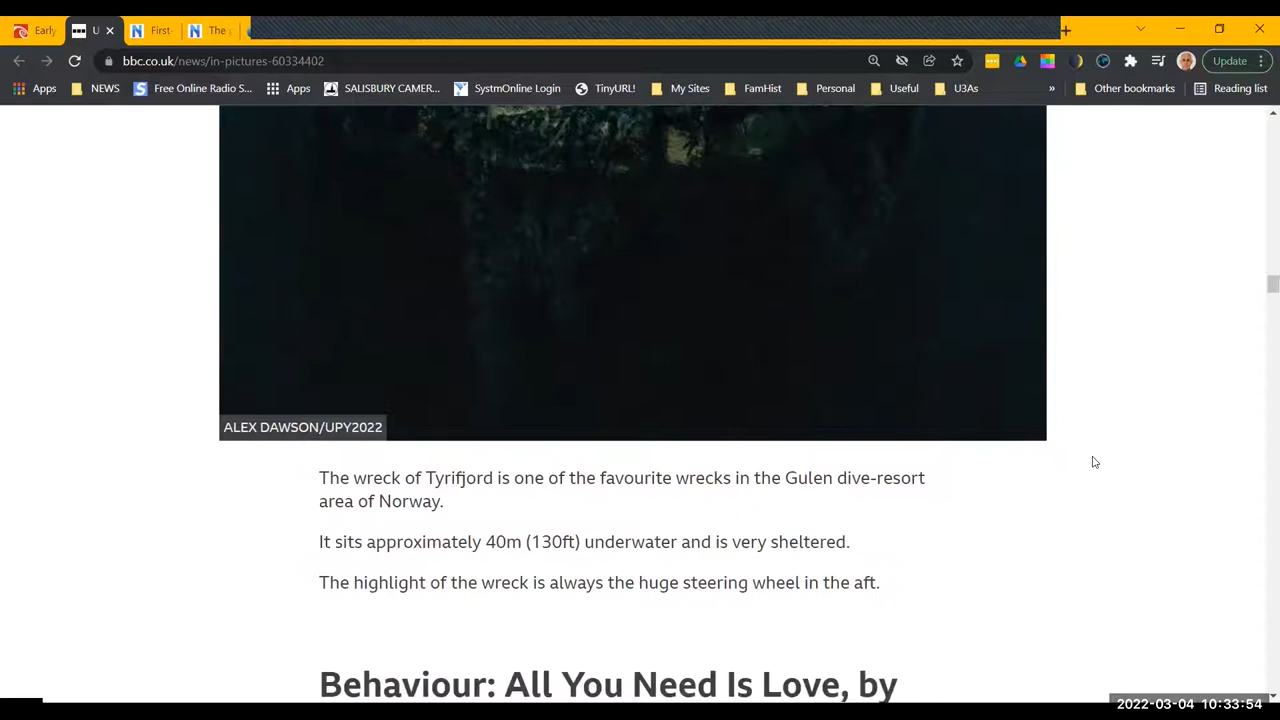 Early
U
First
The
bbc.co.uk/news/in-pictures-60334402
Update
Apps
NEWS
Free Online Radio S...
Apps
SALISBURY CAMER...
SystmOnline Login
TinyURL!
My Sites
FamHist
Personal
Useful
U3As
»
Other bookmarks
Reading list
ALEX DAWSON/UPY2022
The wreck of Tyrifjord is one of the favourite wrecks in the Gulen dive-resort
area of Norway.
It sits approximately 40m (130ft) underwater and is very sheltered.
The highlight of the wreck is always the huge steering wheel in the aft.
Behaviour: All You Need Is Love, by
2022-03-04 10:33:54